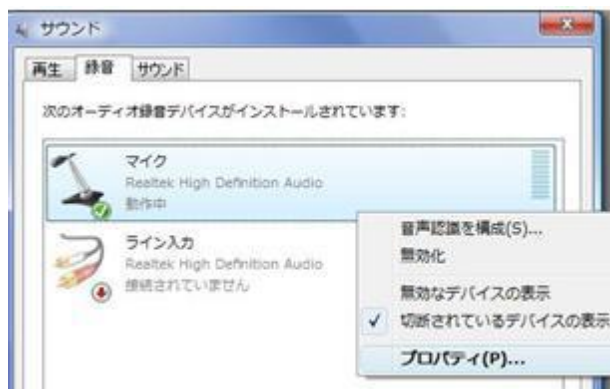 サウンド
再生 録音 サウンド
次のオーディオ録音デバイスがインストールされています:
マイク
Realtek High Definition Audio
動作中
ライン入力
Realtek High Definition Audio
接続されていません
音声認識を構成(S)...
無効化
無効なデバイスの表示
切断されているデバイスの表示
プロパティ(P)...